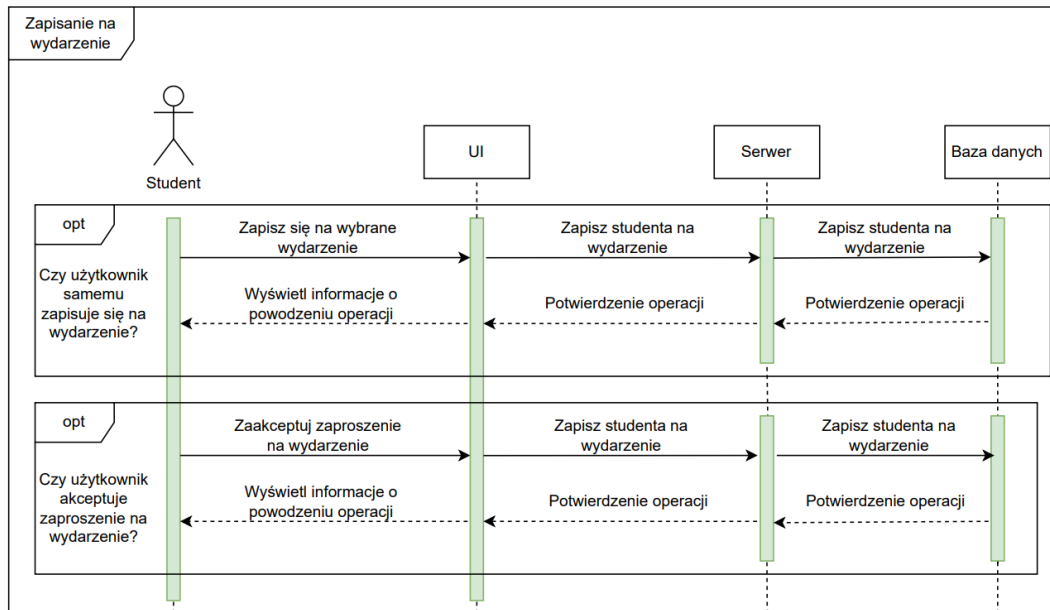 Zapisanie na
wydarzenie
Student
UI
Serwer
Baza danych
opt
Czy użytkownik
samemu
zapisuje się na
wydarzenie?
Zapisz się na wybrane
wydarzenie
Zapisz studenta na
wydarzenie
Zapisz studenta na
wydarzenie
Wyświetl informacje o
powodzeniu operacji
Potwierdzenie operacji
Potwierdzenie operacji
opt
Czy użytkownik
akceptuje
zaproszenie na
wydarzenie?
Zaakceptuj zaproszenie
na wydarzenie
Zapisz studenta na
wydarzenie
Zapisz studenta na
wydarzenie
Wyświetl informacje o
powodzeniu operacji
Potwierdzenie operacji
Potwierdzenie operacji